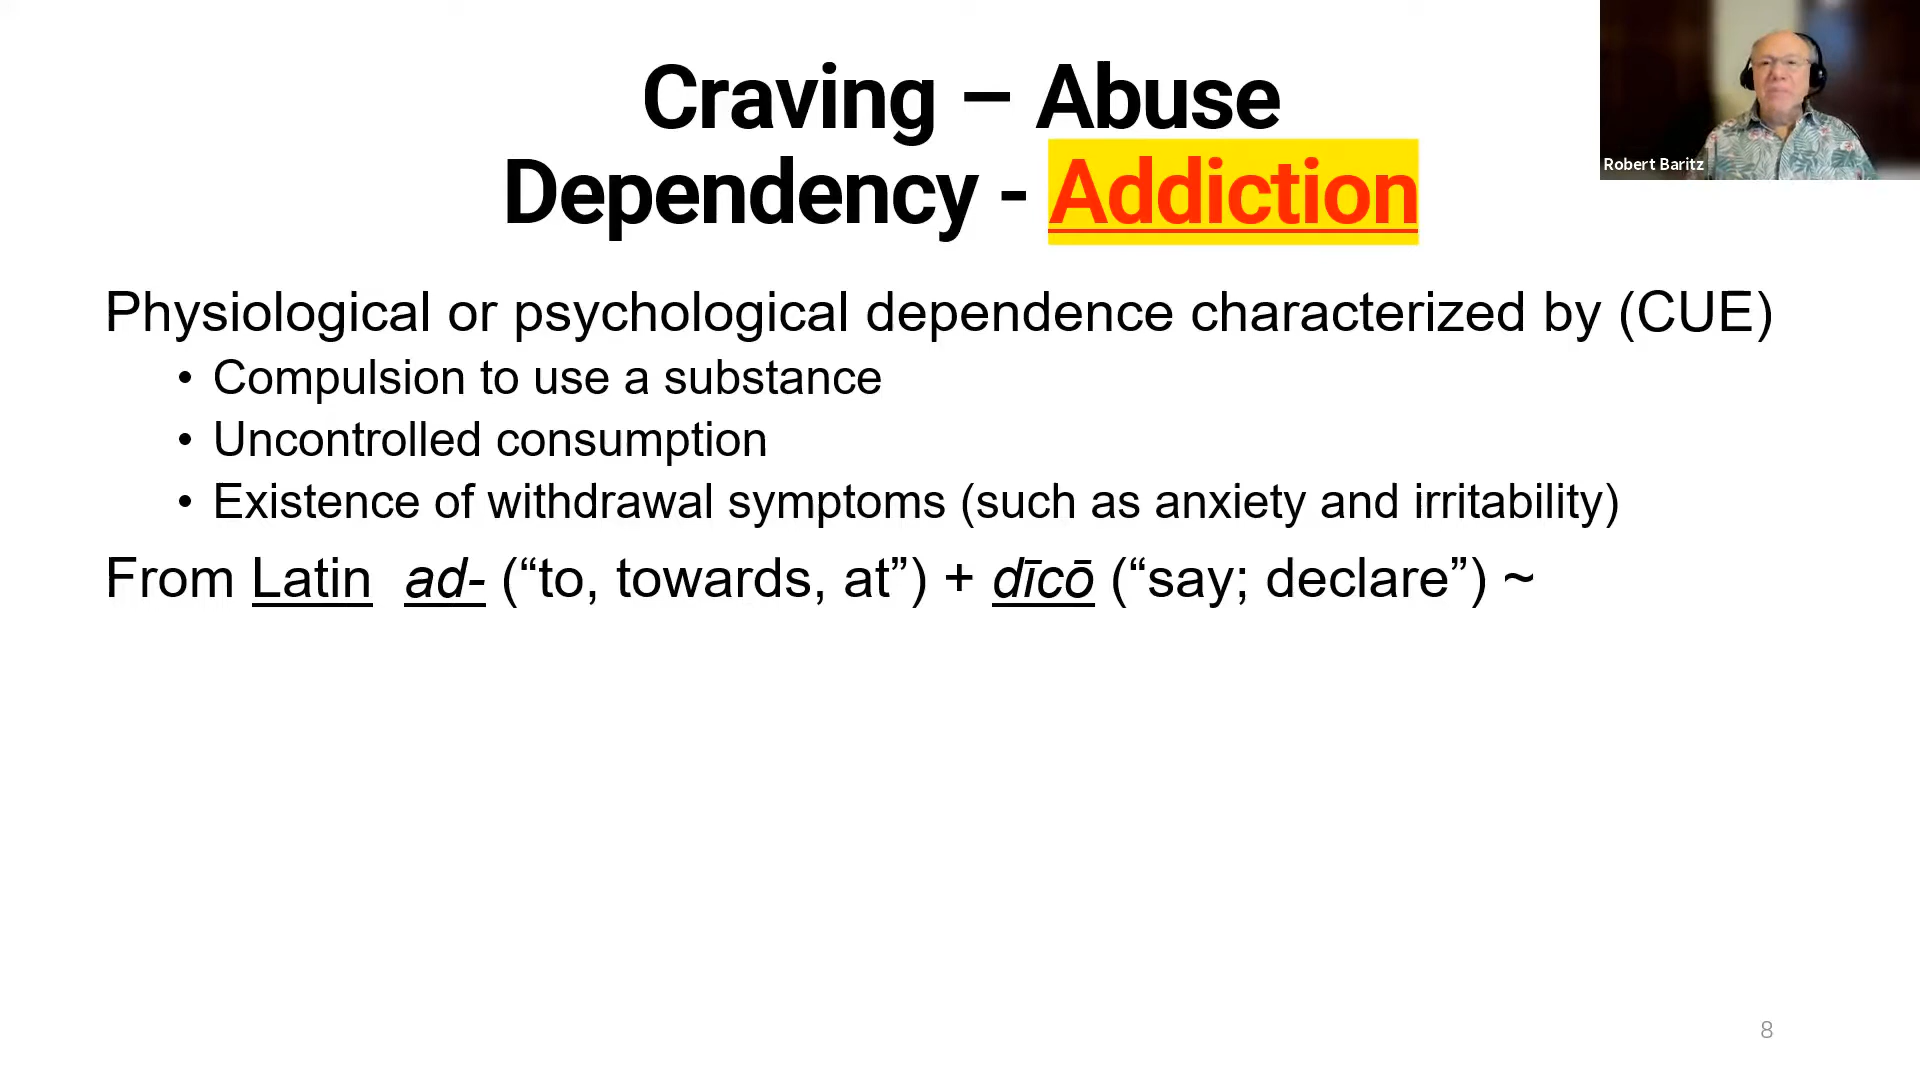 Craving – Abuse
Dependency - Addiction
Robert Baritz
Physiological or psychological dependence characterized by (CUE)
• Compulsion to use a substance
• Uncontrolled consumption
• Existence of withdrawal symptoms (such as anxiety and irritability)
From Latin ad- (“to, towards, at”) + dīcō (“say; declare”) ~
8